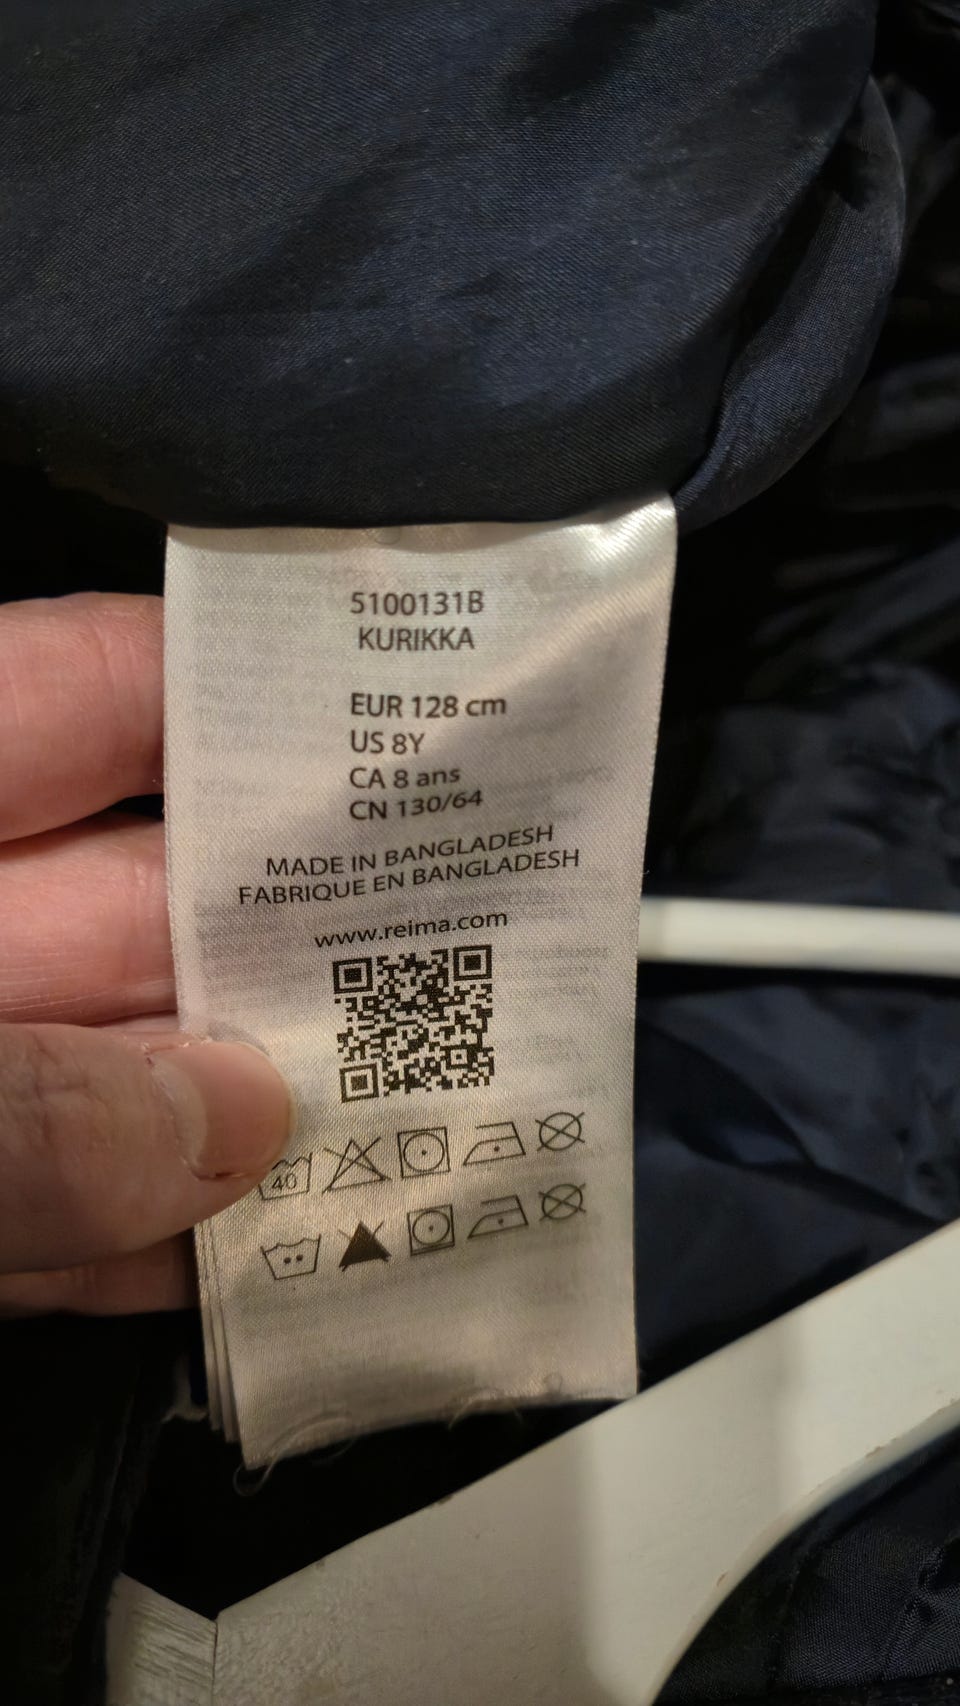 5100131B
KURIKKA
EUR 128 cm
US 8Y
CA 8 ans
CN 130/64
MADE IN BANGLADESH
FABRIQUE EN BANGLADESH
www.reima.com
40